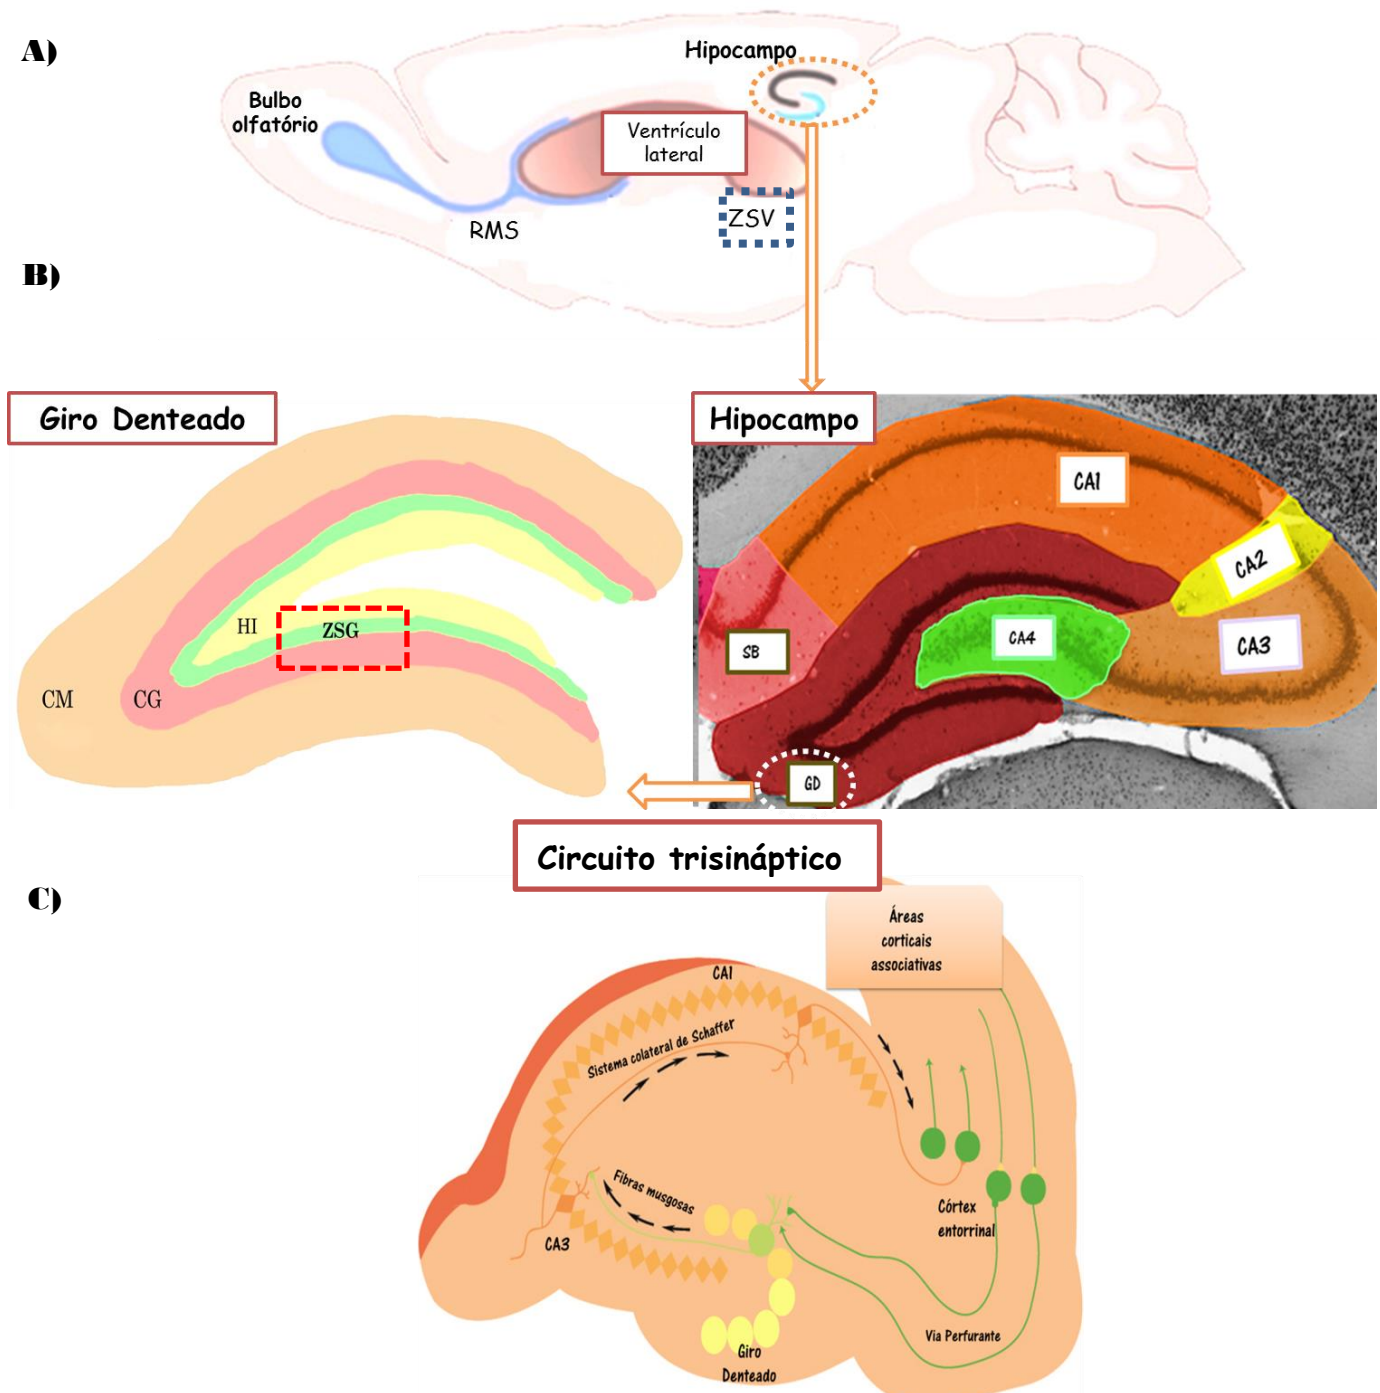 A)
Hipocampo
Bulbo
olfatório
Ventrículo
lateral
RMS
ZSV
B)
Giro Denteado
Hipocampo
CA1
CA2
HI
ZSG
SB
CA4
CA3
CM
CG
GD
Circuito trisináptico
C)
Áreas
corticais
associativas
CA1
Sistema colateral de Schaffer
Fibras musgosas
Córtex
entorrinal
CA3
Via Perfurante
Giro
Denteado